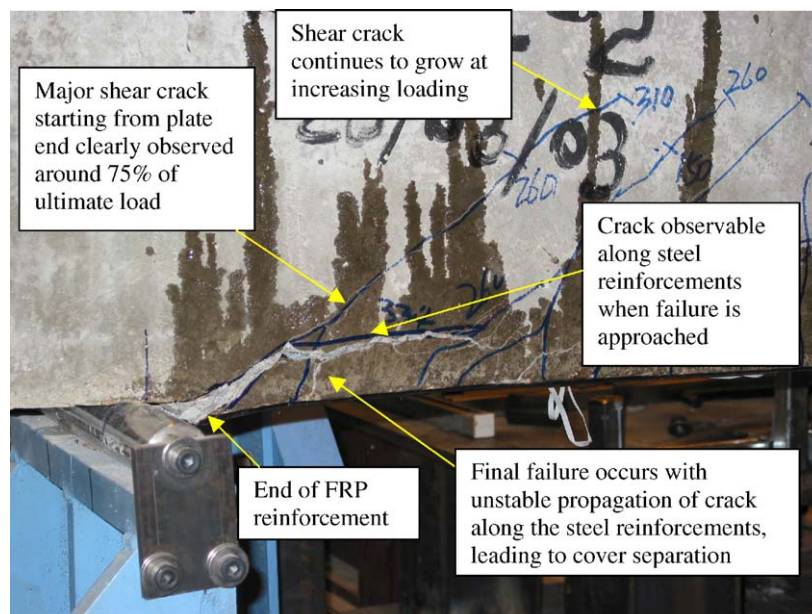 Shear crack
continues to grow at
increasing loading
Major shear crack
starting from plate
end clearly observed
around 75% of
ultimate load
310
260
260
150
Crack observable
along steel
reinforcements
when failure is
approached
260
End of FRP
reinforcement
Final failure occurs with
unstable propagation of crack
along the steel reinforcements,
leading to cover separation